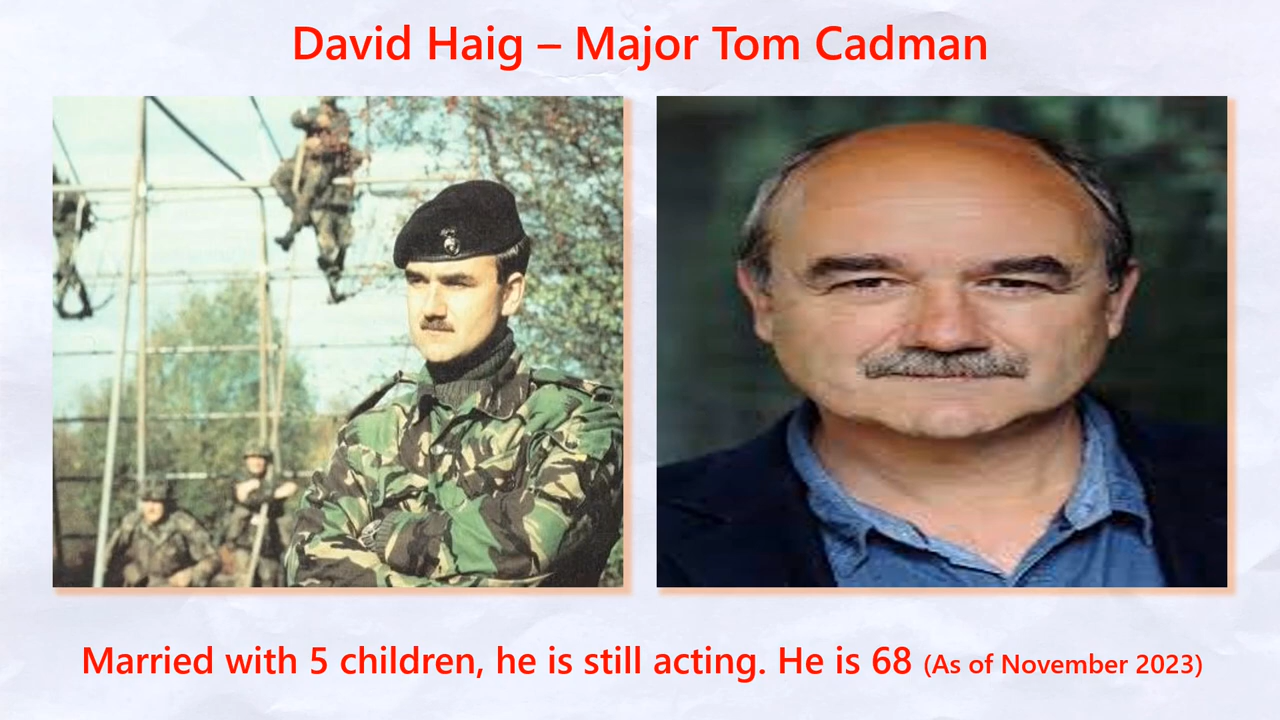 David Haig – Major Tom Cadman
Married with 5 children, he is still acting. He is 68 (As of November 2023)